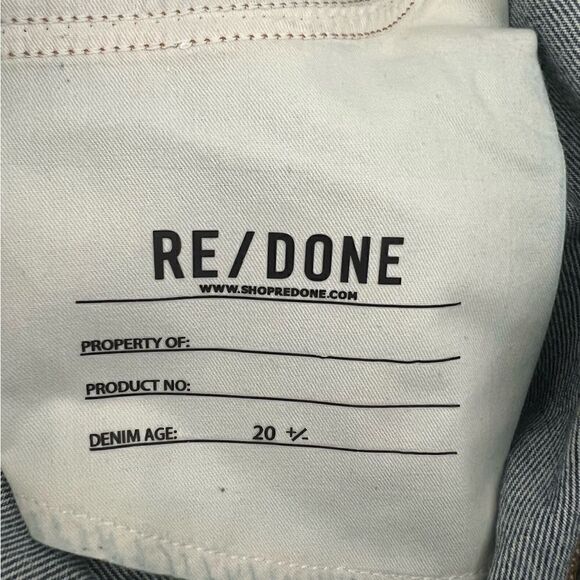 RE/DONE
WWW.SHOPREDONE.COM
PROPERTY OF:
PRODUCT NO:
DENIM AGE: 20 +/-